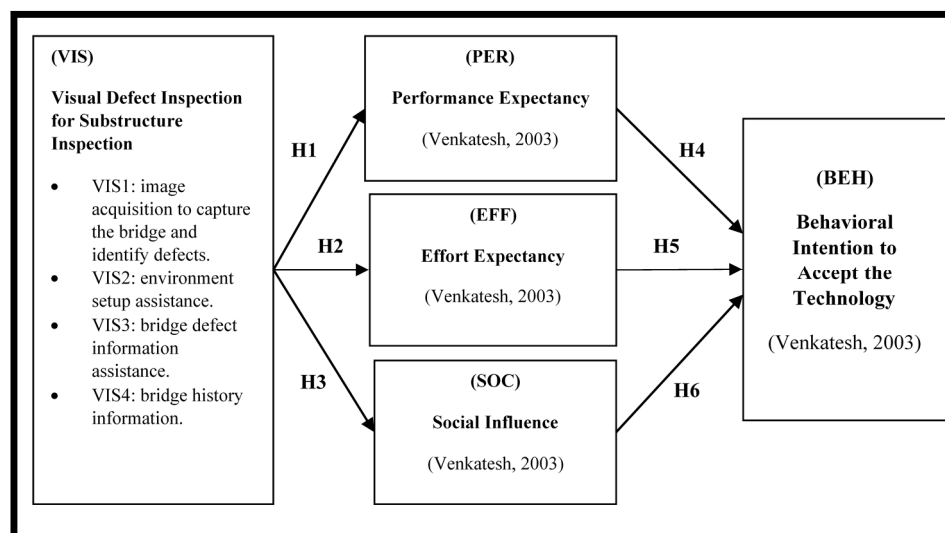 (VIS)
Visual Defect Inspection
for Substructure
Inspection
• VIS1: image
acquisition to capture
the bridge and
identify defects.
• VIS2: environment
setup assistance.
• VIS3: bridge defect
information
assistance.
• VIS4: bridge history
information.
H1
H2
H3
(PER)
Performance Expectancy
(Venkatesh, 2003)
(EFF)
Effort Expectancy
(Venkatesh, 2003)
(SOC)
Social Influence
(Venkatesh, 2003)
H4
H5
H6
(BEH)
Behavioral
Intention to
Accept the
Technology
(Venkatesh, 2003)